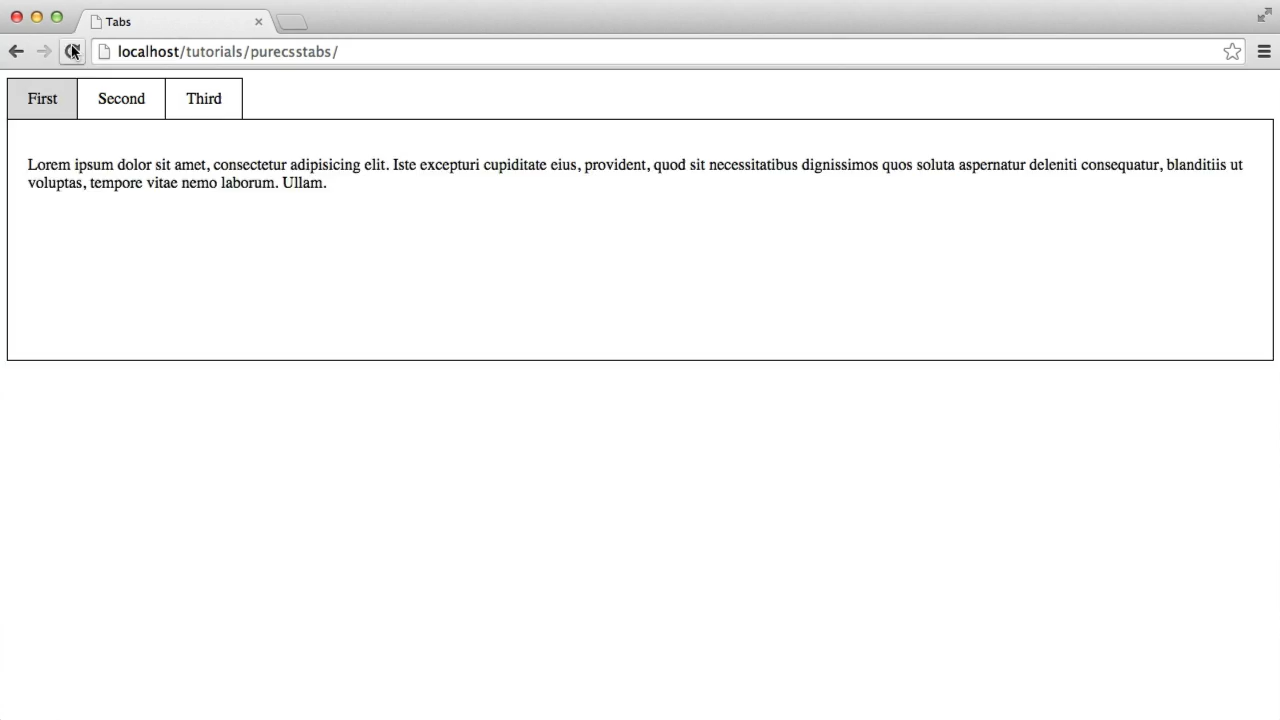 Tabs
localhost/tutorials/purecsstabs/
First Second Third
Lorem ipsum dolor sit amet, consectetur adipisicing elit. Iste excepturi cupiditate eius, provident, quod sit necessitatibus dignissimos quos soluta aspernatur deleniti consequatur, blanditiis ut
voluptas, tempore vitae nemo laborum. Ullam.